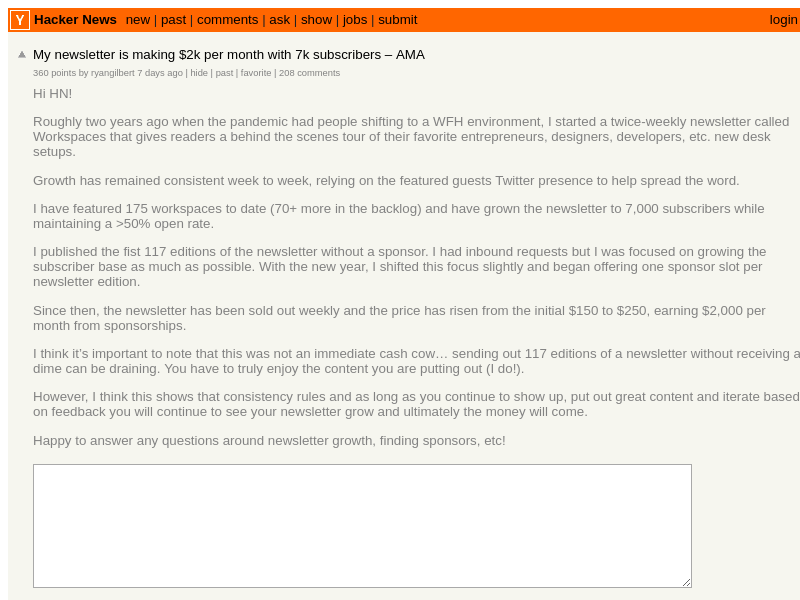 Y Hacker News new | past | comments | ask | show | jobs | submit login
My newsletter is making $2k per month with 7k subscribers – AMA
360 points by ryangilbert 7 days ago | hide | past | favorite | 208 comments
Hi HN!
Roughly two years ago when the pandemic had people shifting to a WFH environment, I started a twice-weekly newsletter called
Workspaces that gives readers a behind the scenes tour of their favorite entrepreneurs, designers, developers, etc. new desk
setups.
Growth has remained consistent week to week, relying on the featured guests Twitter presence to help spread the word.
I have featured 175 workspaces to date (70+ more in the backlog) and have grown the newsletter to 7,000 subscribers while
maintaining a >50% open rate.
I published the fist 117 editions of the newsletter without a sponsor. I had inbound requests but I was focused on growing the
subscriber base as much as possible. With the new year, I shifted this focus slightly and began offering one sponsor slot per
newsletter edition.
Since then, the newsletter has been sold out weekly and the price has risen from the initial $150 to $250, earning $2,000 per
month from sponsorships.
I think it's important to note that this was not an immediate cash cow… sending out 117 editions of a newsletter without receiving a
dime can be draining. You have to truly enjoy the content you are putting out (I do!).
However, I think this shows that consistency rules and as long as you continue to show up, put out great content and iterate based
on feedback you will continue to see your newsletter grow and ultimately the money will come.
Happy to answer any questions around newsletter growth, finding sponsors, etc!